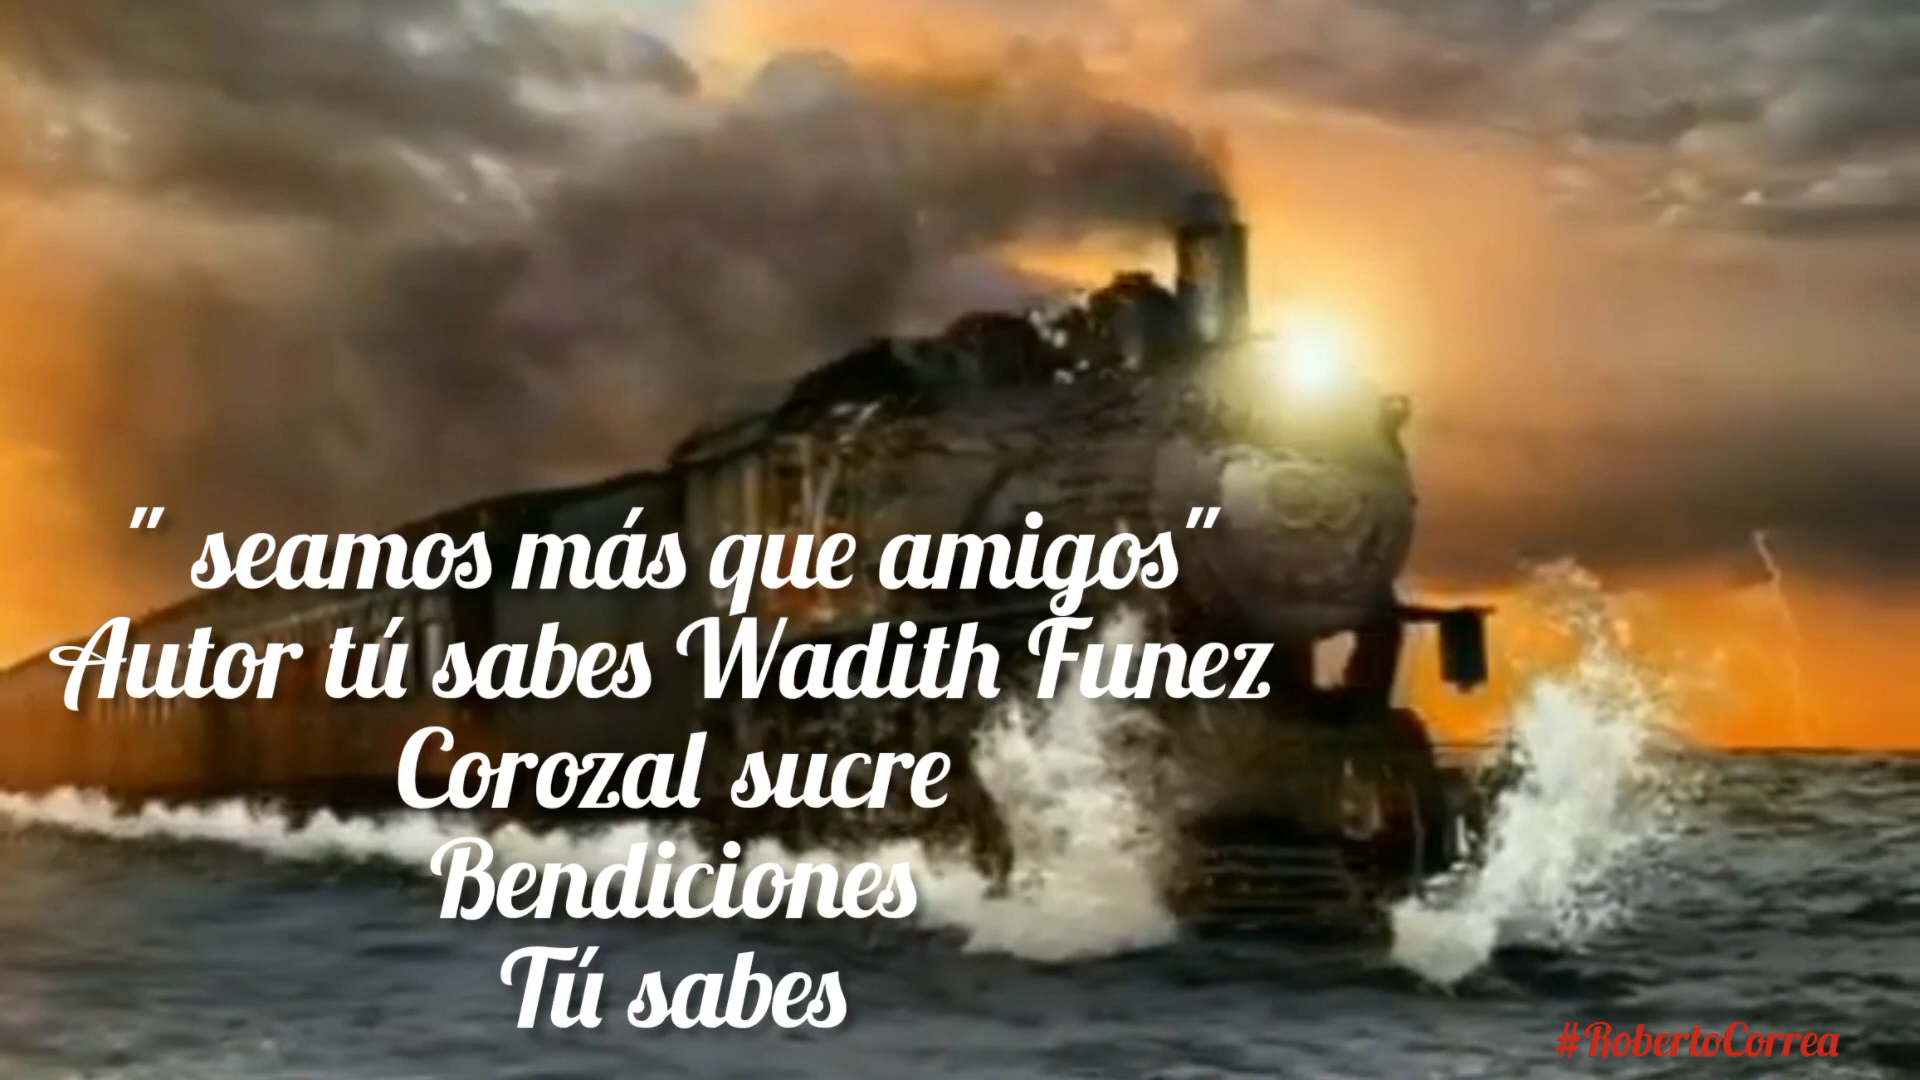 " seamos más que amigos"
Autor tú sabes Wadith Funez
Corozal sucre
Bendiciones
Tú sabes
#RobertoCorrea